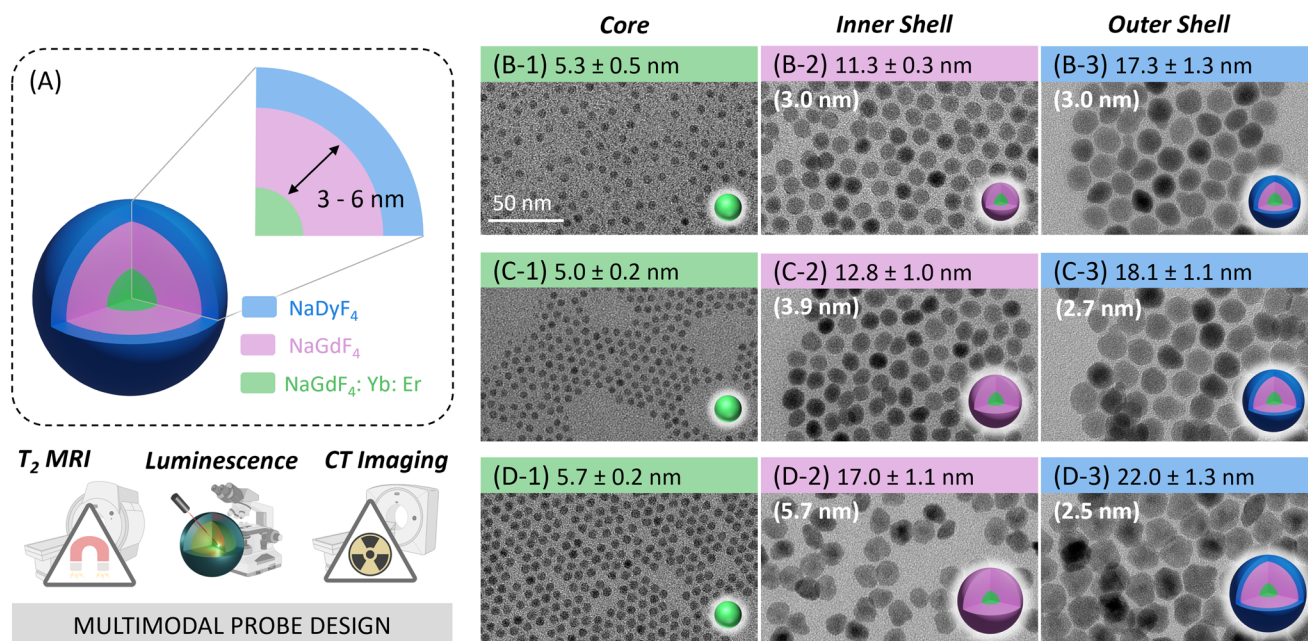 (A)
3 - 6 nm
NaDyF₄
NaGdF₄
NaGdF₄: Yb: Er
T₂ MRI
Luminescence
CT Imaging
MULTIMODAL PROBE DESIGN
Core
Inner Shell
Outer Shell
(B-1) 5.3 ± 0.5 nm
50 nm
(B-2) 11.3 ± 0.3 nm
(3.0 nm)
(B-3) 17.3 ± 1.3 nm
(3.0 nm)
(C-1) 5.0 ± 0.2 nm
(C-2) 12.8 ± 1.0 nm
(3.9 nm)
(C-3) 18.1 ± 1.1 nm
(2.7 nm)
(D-1) 5.7 ± 0.2 nm
(D-2) 17.0 ± 1.1 nm
(5.7 nm)
(D-3) 22.0 ± 1.3 nm
(2.5 nm)